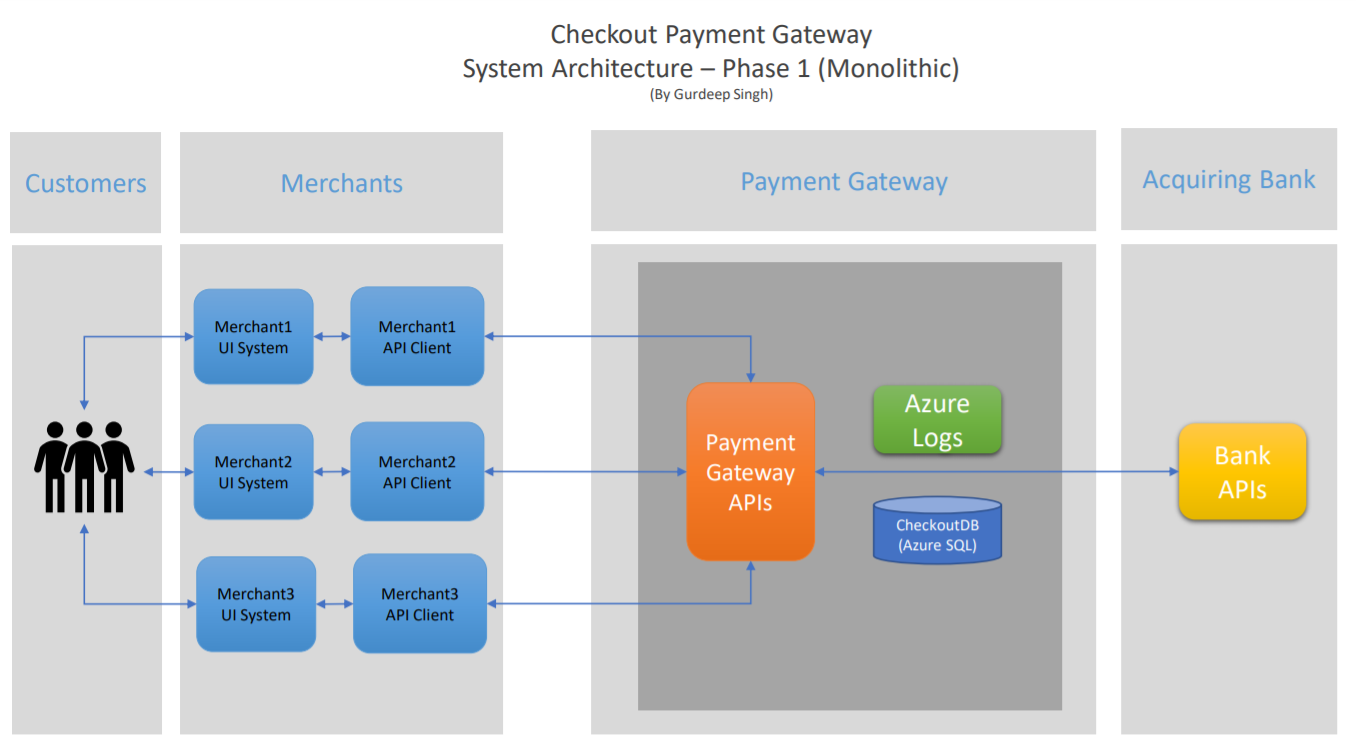 Checkout Payment Gateway
System Architecture – Phase 1 (Monolithic)
(By Gurdeep Singh)
Customers
Merchants
Payment Gateway
Acquiring Bank
Merchant1
UI System
Merchant1
API Client
Merchant2
UI System
Merchant2
API Client
Merchant3
UI System
Merchant3
API Client
Payment
Gateway
APIs
Azure
Logs
CheckoutDB
(Azure SQL)
Bank
APIs